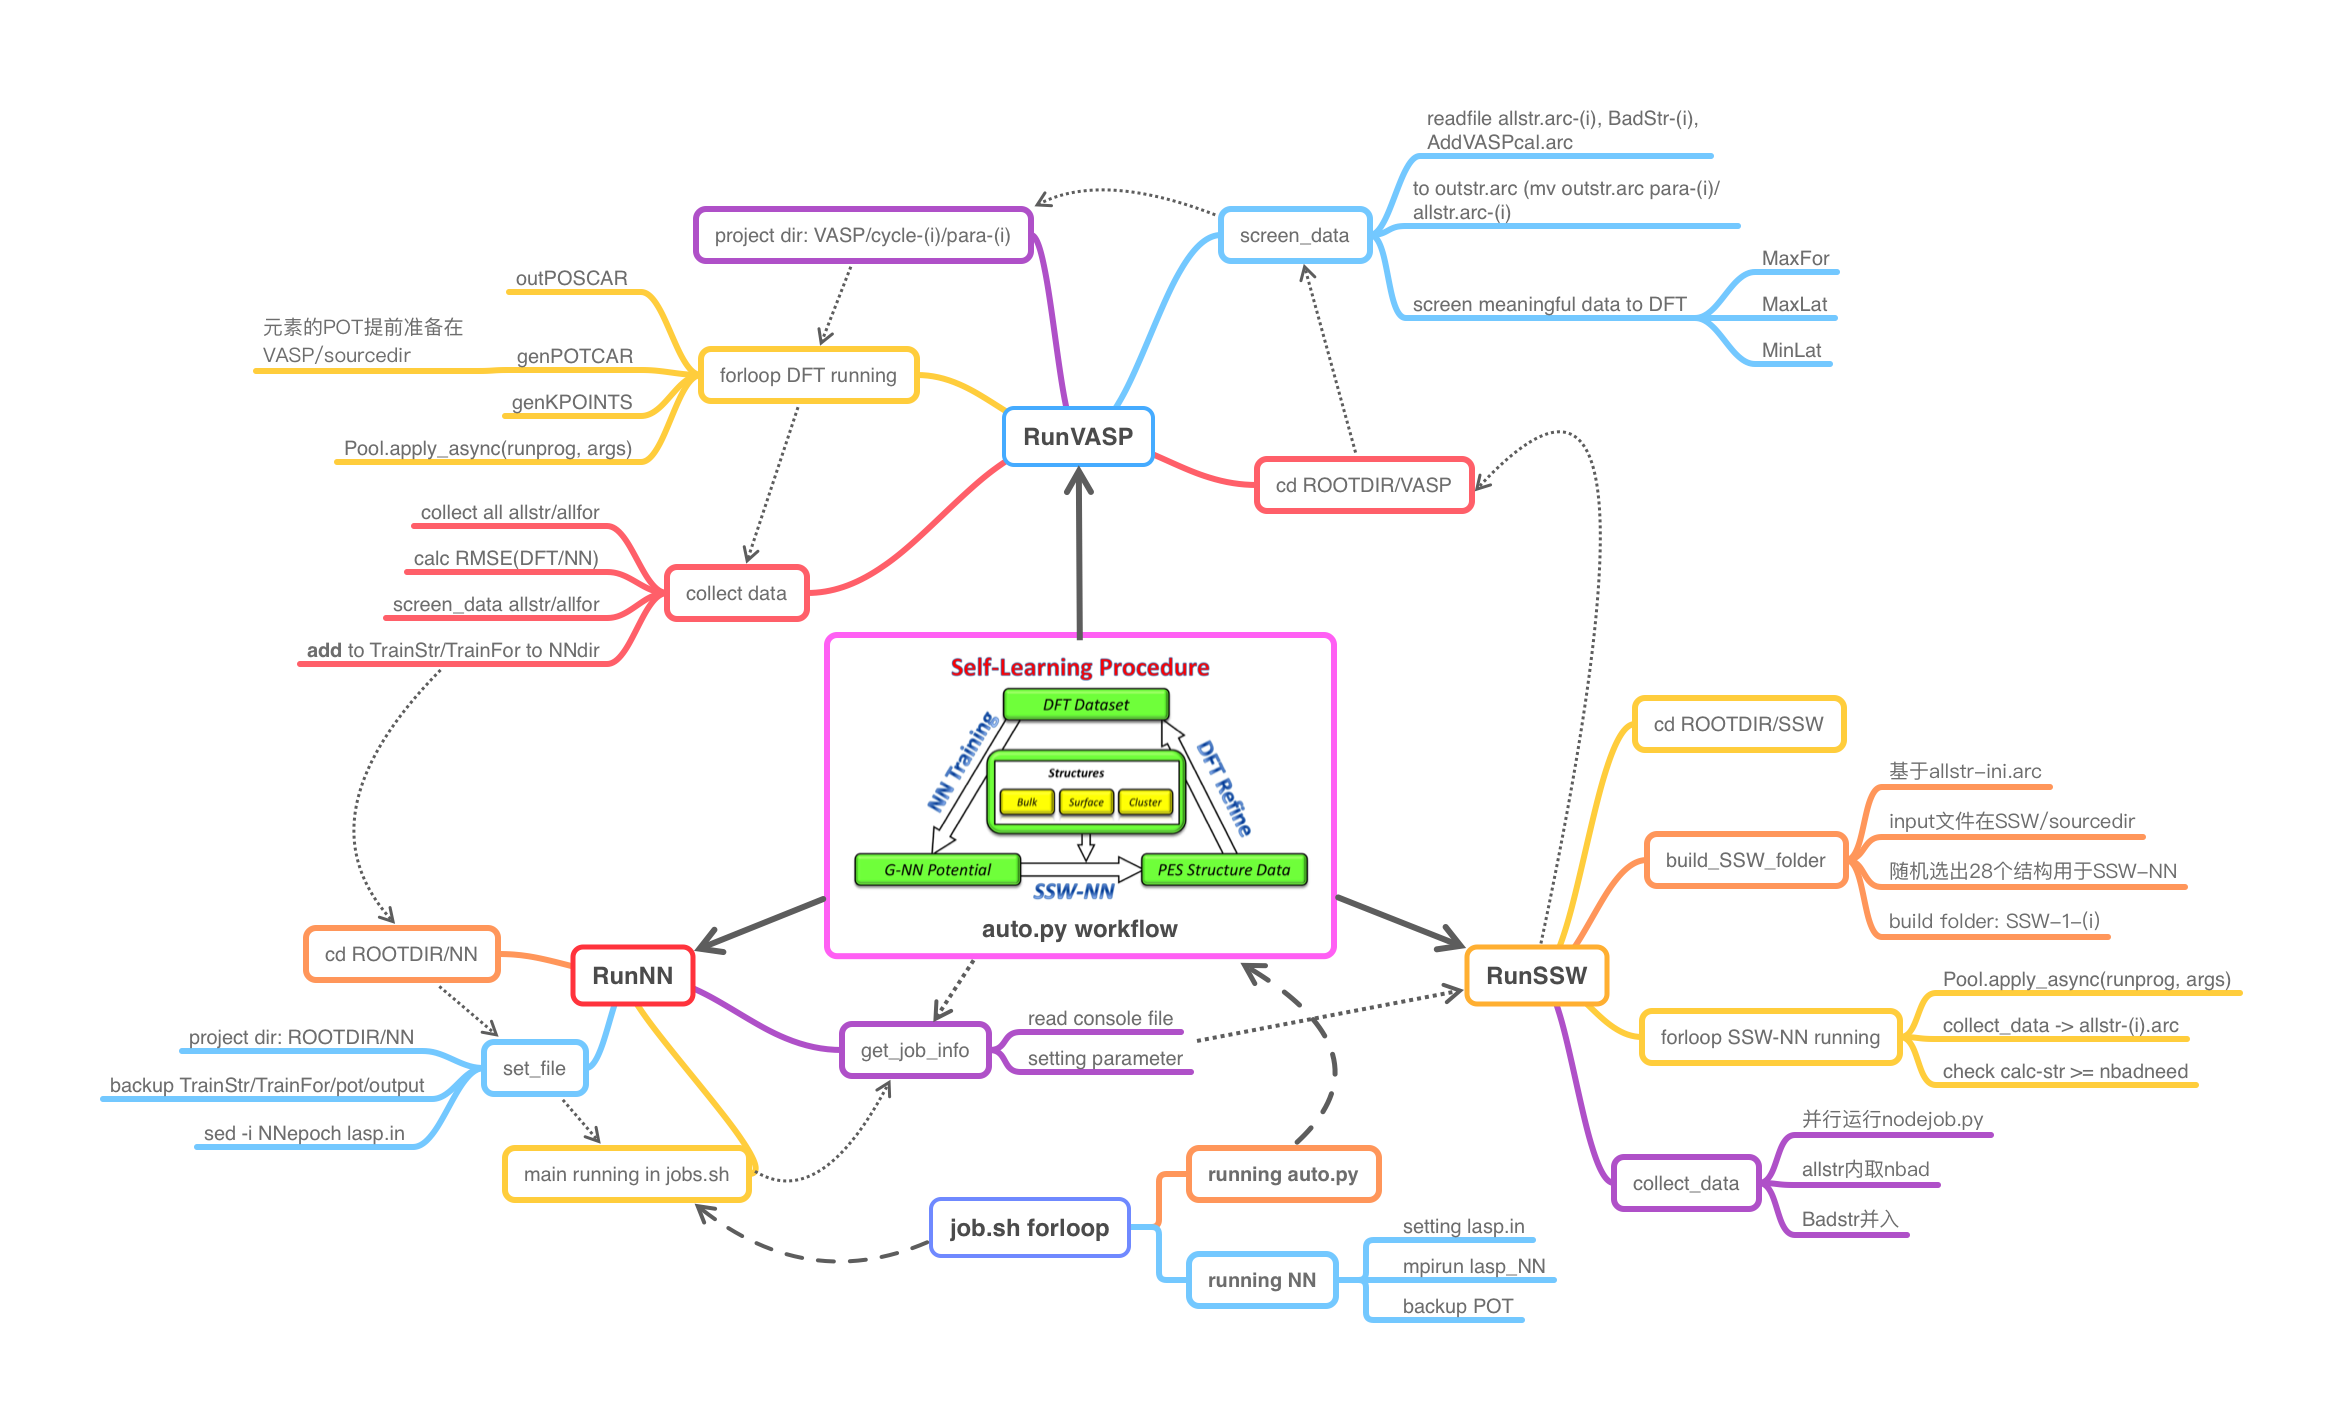 readfile allstr.arc-(i), BadStr-(i),
AddVASPcal.arc
to outstr.arc (mv outstr.arc para-(i)/
allstr.arc-(i)
screen_data
screen meaningful data to DFT
MaxFor
MaxLat
MinLat
project dir: VASP/cycle-(i)/para-(i)
outPOSCAR
元素的POT提前准备在
VASP/sourcedir
genPOTCAR
genKPOINTS
Pool.apply_async(runprog, args)
forloop DFT running
RunVASP
cd ROOTDIR/VASP
collect all allstr/allfor
calc RMSE(DFT/NN)
screen_data allstr/allfor
add to TrainStr/TrainFor to NNdir
collect data
Self-Learning Procedure
DFT Dataset
NN Training
DFT Refine
Structures
Bulk
Surface
Cluster
G-NN Potential
SSW-NN
PES Structure Data
auto.py workflow
cd ROOTDIR/SSW
build_SSW_folder
基于allstr-ini.arc
input文件在SSW/sourcedir
随机选出28个结构用于SSW-NN
build folder: SSW-1-(i)
RunSSW
forloop SSW-NN running
Pool.apply_async(runprog, args)
collect_data -> allstr-(i).arc
check calc-str >= nbadneed
collect_data
并行运行nodejob.py
allstr内取nbad
Badstr并入
cd ROOTDIR/NN
RunNN
get_job_info
read console file
setting parameter
set_file
project dir: ROOTDIR/NN
backup TrainStr/TrainFor/pot/output
sed -i NNepoch lasp.in
main running in jobs.sh
job.sh forloop
running auto.py
running NN
setting lasp.in
mpirun lasp_NN
backup POT